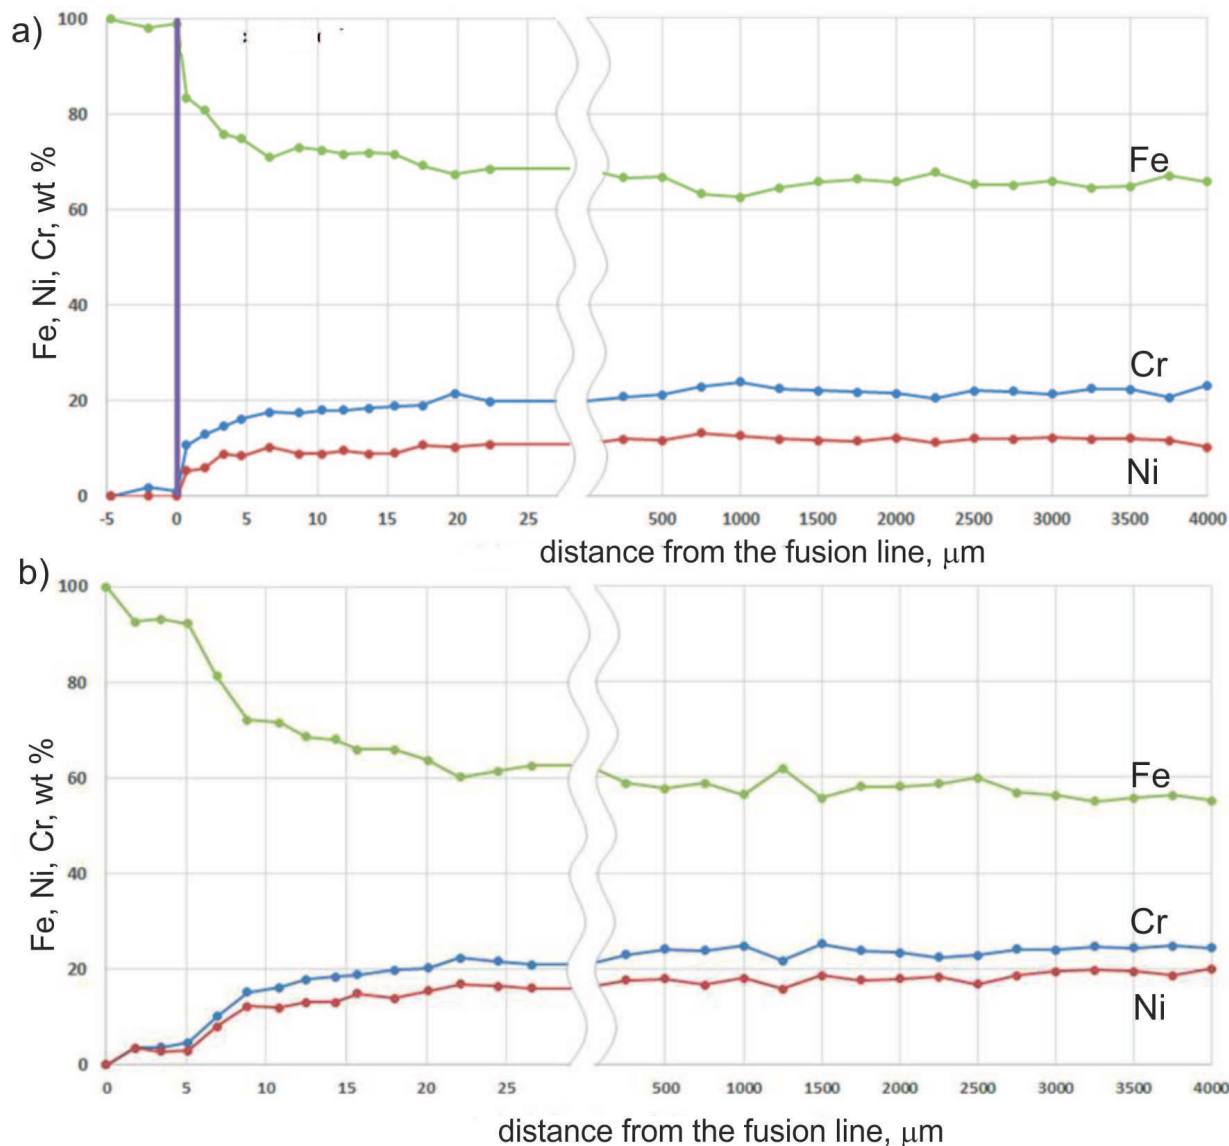 a)
Fe, Ni, Cr, wt %
100
80
60
40
20
0
Fe
Cr
Ni
-5 0 5 10 15 20 25 500 1000 1500 2000 2500 3000 3500 4000
distance from the fusion line, μm
b)
Fe, Ni, Cr, wt %
100
80
60
40
20
0
Fe
Cr
Ni
0 5 10 15 20 25 500 1000 1500 2000 2500 3000 3500 4000
distance from the fusion line, μm